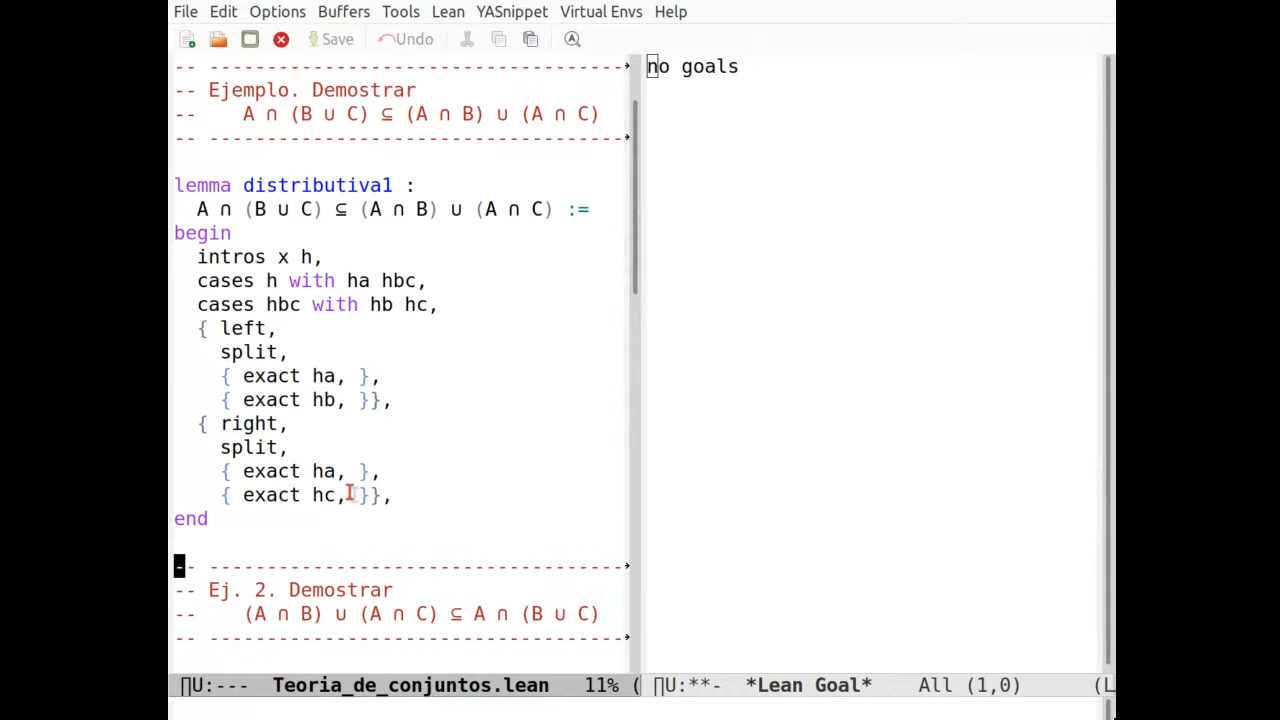 File Edit Options Buffers Tools Lean YASnippet Virtual Envs Help
Save Undo
-- ------------------------------------
-- Ejemplo. Demostrar
--    A ∩ (B ∪ C) ⊆ (A ∩ B) ∪ (A ∩ C)
-- ------------------------------------
lemma distributiva1 :
  A ∩ (B ∪ C) ⊆ (A ∩ B) ∪ (A ∩ C) :=
begin
  intros x h,
  cases h with ha hbc,
  cases hbc with hb hc,
  { left,
    split,
    { exact ha, },
    { exact hb, }},
  { right,
    split,
    { exact ha, },
    { exact hc, }},
end
-- ------------------------------------
-- Ej. 2. Demostrar
--    (A ∩ B) ∪ (A ∩ C) ⊆ A ∩ (B ∪ C)
-- ------------------------------------
∏U:---  Teoria_de_conjuntos.lean   11% (
no goals
∏U:**-  *Lean Goal*    All (1,0)      (L